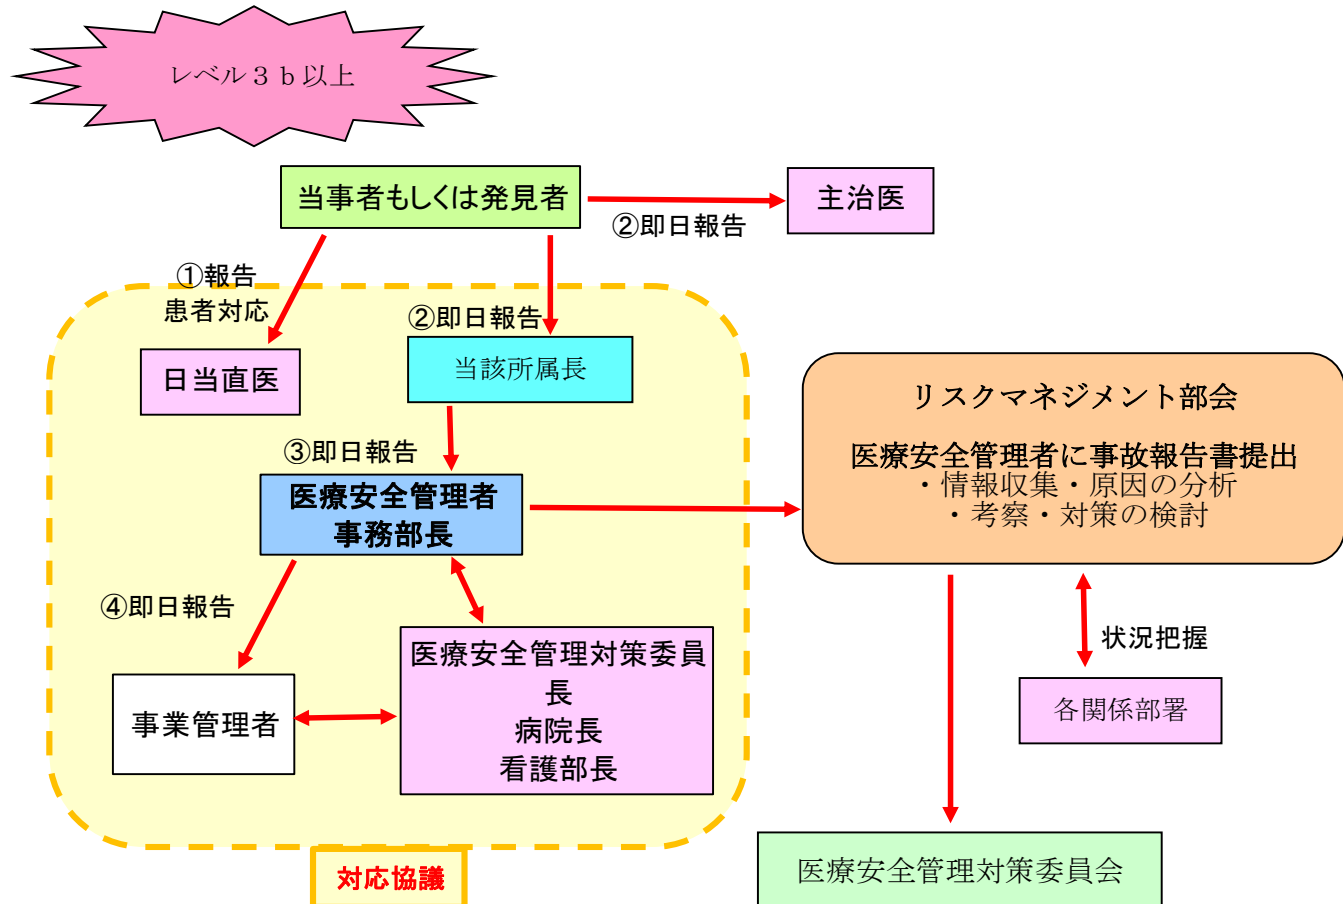 レベル３ｂ以上
当事者もしくは発見者
主治医
②即日報告
①報告
患者対応
②即日報告
日当直医
当該所属長
リスクマネジメント部会
医療安全管理者に事故報告書提出
・情報収集・原因の分析
・考察・対策の検討
③即日報告
医療安全管理者
事務部長
④即日報告
医療安全管理対策委員
長
病院長
看護部長
事業管理者
状況把握
各関係部署
対応協議
医療安全管理対策委員会